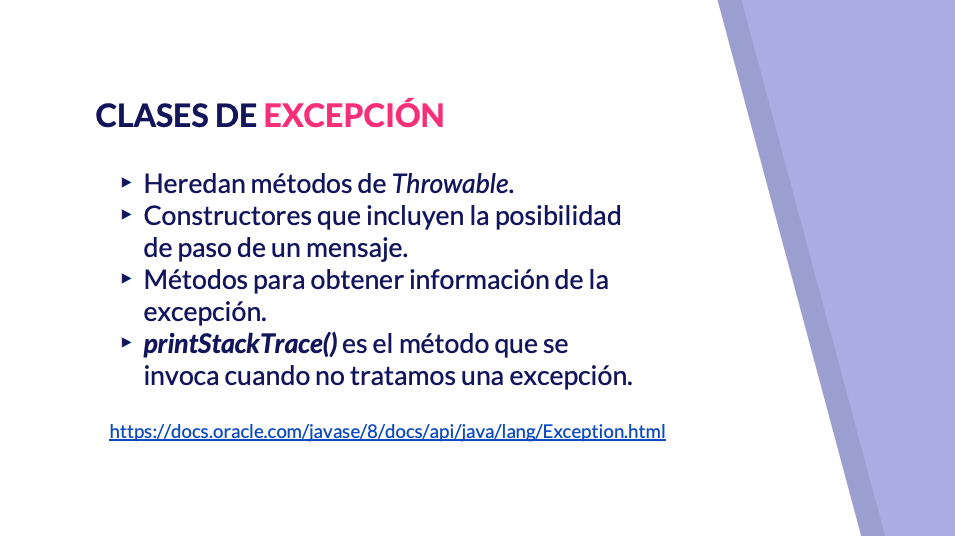 CLASES DE EXCEPCIÓN
▸ Heredan métodos de Throwable.
▸ Constructores que incluyen la posibilidad
de paso de un mensaje.
▸ Métodos para obtener información de la
excepción.
▸ printStackTrace() es el método que se
invoca cuando no tratamos una excepción.
https://docs.oracle.com/javase/8/docs/api/java/lang/Exception.html